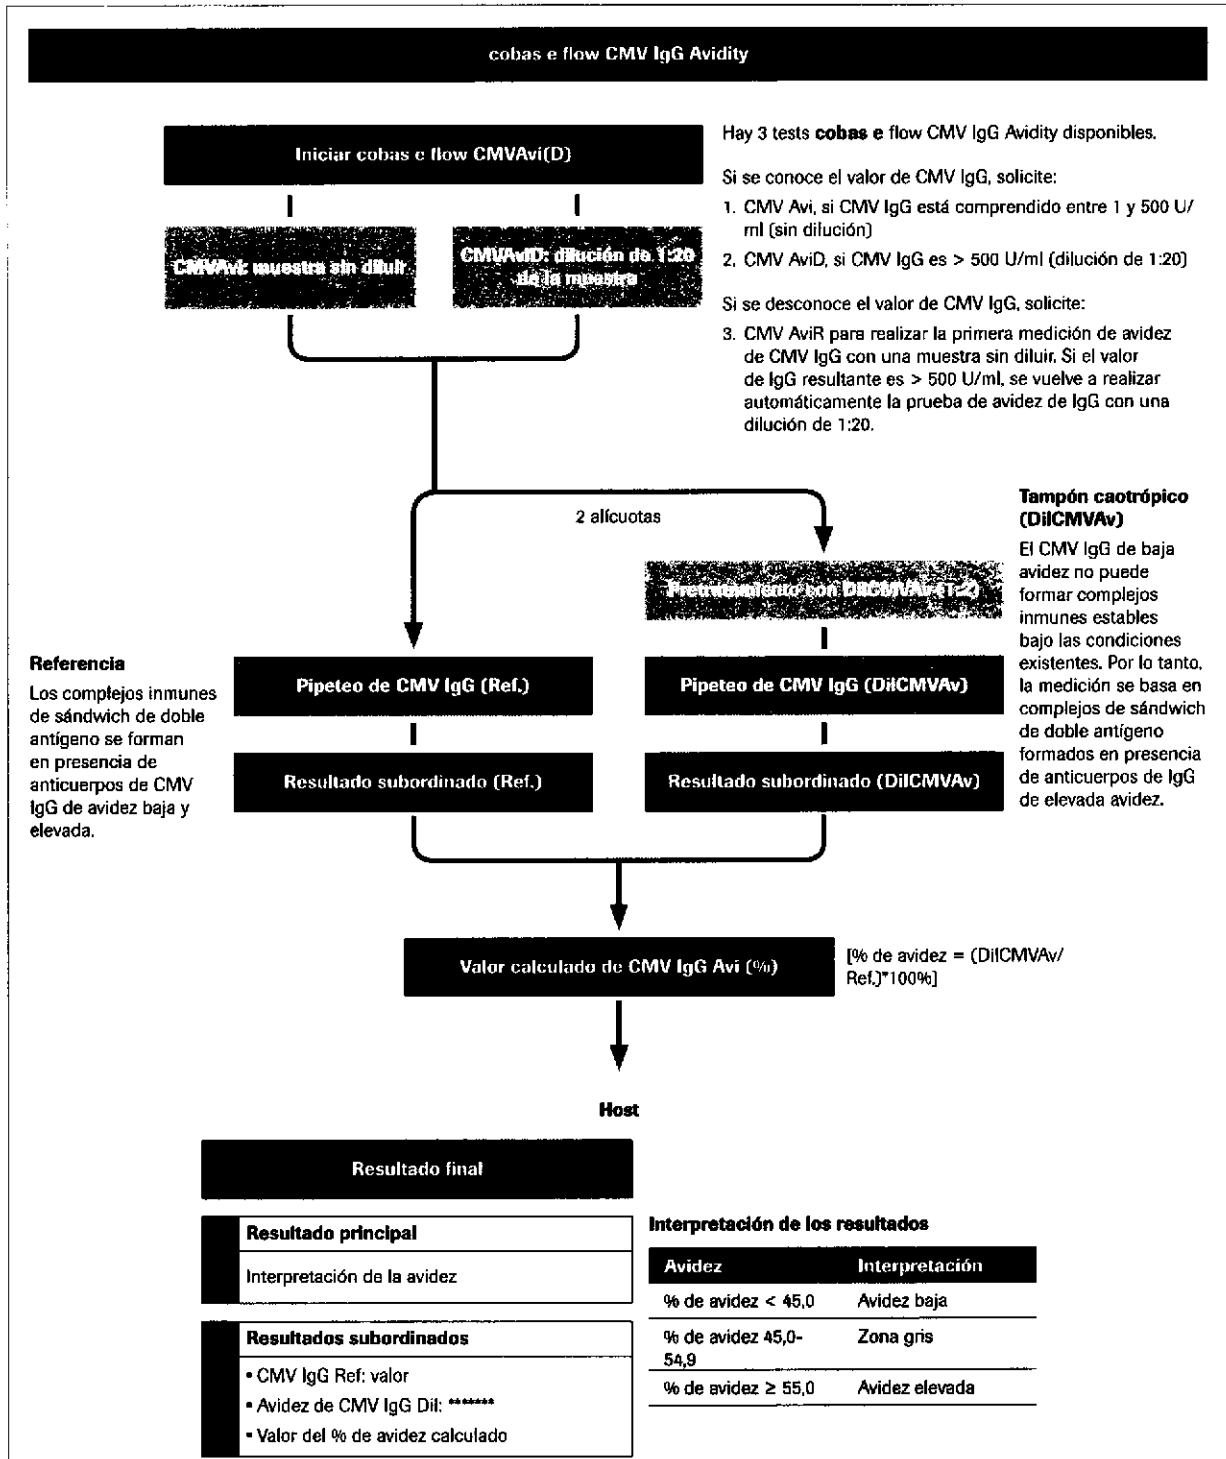 cobas e flow CMV IgG Avidity
Iniciar cobas e flow CMVAvi(D)
CMVAvi: muestra sin diluir
CMVAviD: dilución de 1:20
de la muestra
Hay 3 tests cobas e flow CMV IgG Avidity disponibles.
Si se conoce el valor de CMV IgG, solicite:
1. CMV Avi, si CMV IgG está comprendido entre 1 y 500 U/
ml (sin dilución)
2. CMV AviD, si CMV IgG es > 500 U/ml (dilución de 1:20)
Si se desconoce el valor de CMV IgG, solicite:
3. CMV AviR para realizar la primera medición de avidez
de CMV IgG con una muestra sin diluir. Si el valor
de IgG resultante es > 500 U/ml, se vuelve a realizar
automáticamente la prueba de avidez de IgG con una
dilución de 1:20.
2 alícuotas
Pretratamiento con DilCMVAv (1:2)
Tampón caotrópico
(DilCMVAv)
El CMV IgG de baja
avidez no puede
formar complejos
inmunes estables
bajo las condiciones
existentes. Por lo tanto,
la medición se basa en
complejos de sándwich
de doble antígeno
formados en presencia
de anticuerpos de IgG
de elevada avidez.
Referencia
Los complejos inmunes
de sándwich de doble
antígeno se forman
en presencia de
anticuerpos de CMV
IgG de avidez baja y
elevada.
Pipeteo de CMV IgG (Ref.)
Pipeteo de CMV IgG (DilCMVAv)
Resultado subordinado (Ref.)
Resultado subordinado (DilCMVAv)
Valor calculado de CMV IgG Avi (%)
[% de avidez = (DilCMVAv/
Ref.)*100%]
Host
Resultado final
Resultado principal
Interpretación de la avidez
Resultados subordinados
• CMV IgG Ref: valor
• Avidez de CMV IgG Dil: *******
• Valor del % de avidez calculado
Interpretación de los resultados
Avidez Interpretación
% de avidez < 45,0 Avidez baja
% de avidez 45,0- Zona gris
54,9
% de avidez ≥ 55,0 Avidez elevada